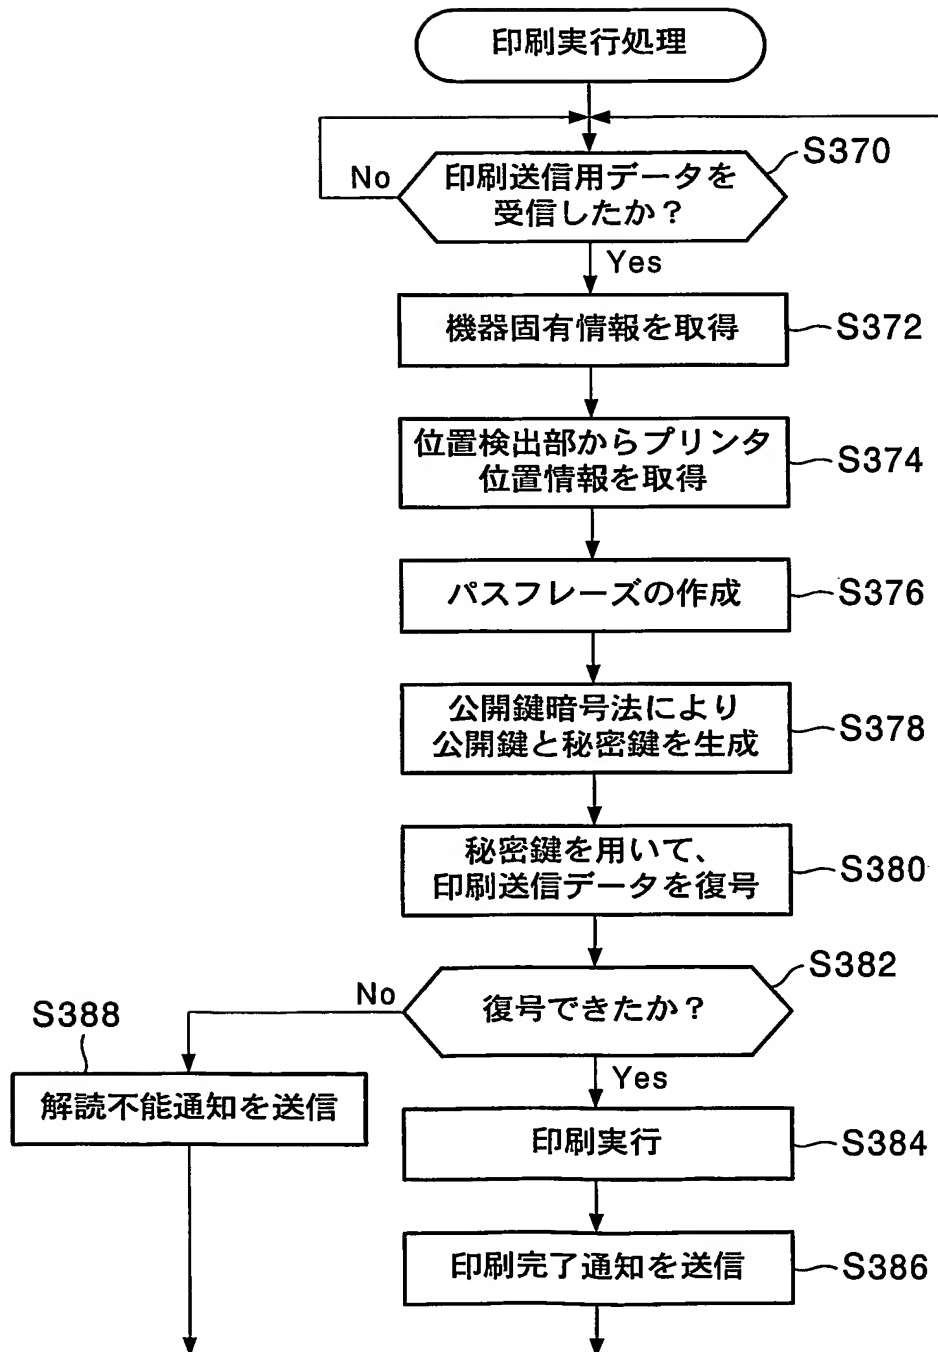 印刷実行処理
S370
No
印刷送信用データを
受信したか？
Yes
機器固有情報を取得
S372
位置検出部からプリンタ
位置情報を取得
S374
パスフレーズの作成
S376
公開鍵暗号法により
公開鍵と秘密鍵を生成
S378
秘密鍵を用いて、
印刷送信データを復号
S380
S382
No
復号できたか？
S388
Yes
解読不能通知を送信
印刷実行
S384
印刷完了通知を送信
S386